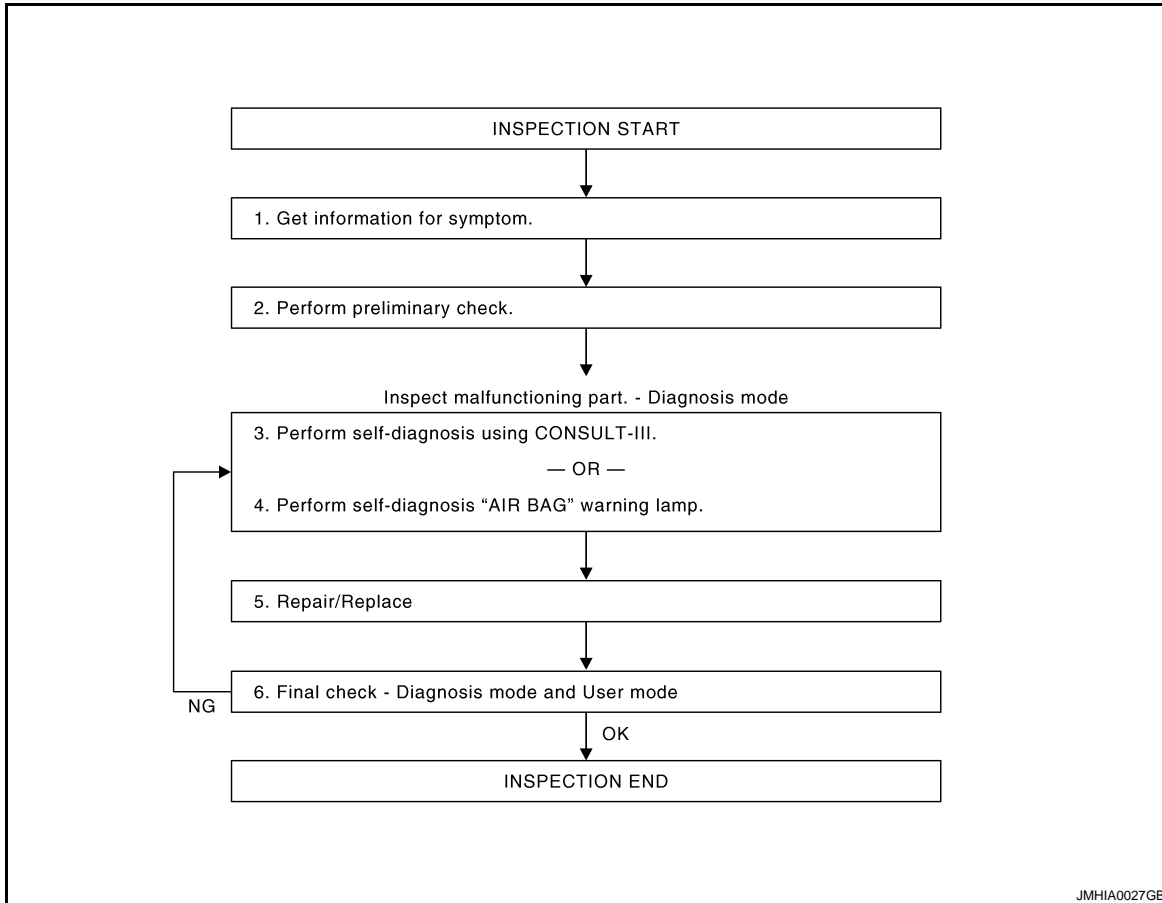 INSPECTION START
1. Get information for symptom.
2. Perform preliminary check.
Inspect malfunctioning part. - Diagnosis mode
3. Perform self-diagnosis using CONSULT-III.
— OR —
4. Perform self-diagnosis “AIR BAG” warning lamp.
5. Repair/Replace
6. Final check - Diagnosis mode and User mode
NG
OK
INSPECTION END
JMHIA0027GB